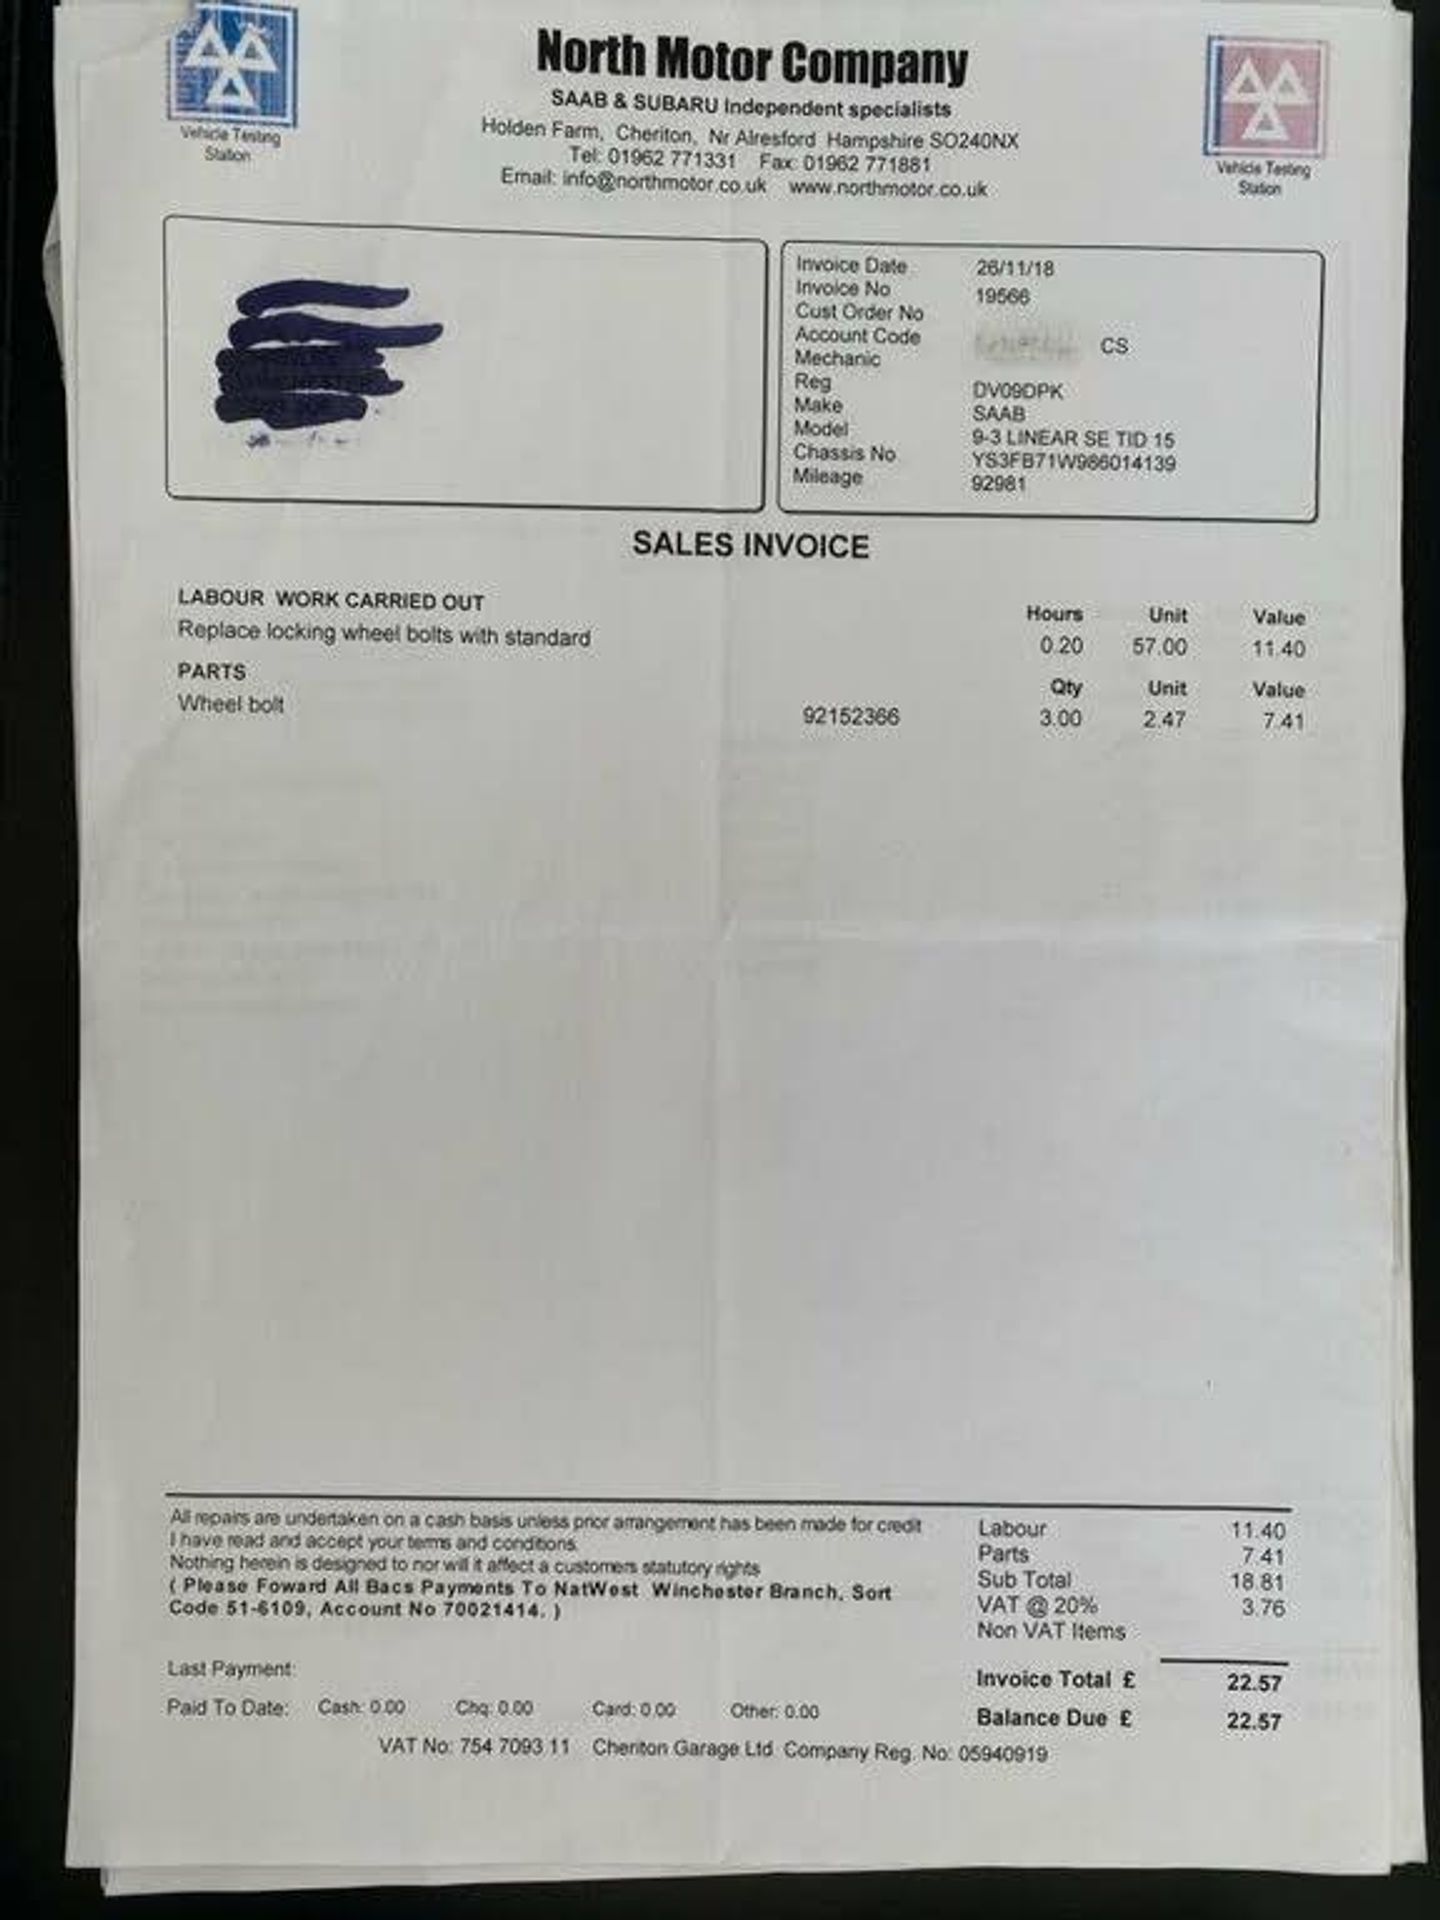 North Motor Company
SAAB & SUBARU Independent specialists
Holden Farm, Cheriton, Nr Alresford Hampshire SO240NX
Tel: 01962 771331 Fax: 01962 771881
Email: info@northmotor.co.uk www.northmotor.co.uk
Vehicle Testing
Station
Vehicle Testing
Station
Invoice Date 26/11/18
Invoice No 19566
Cust Order No
Account Code CS
Mechanic
Reg DV09DPK
Make SAAB
Model 9-3 LINEAR SE TID 15
Chassis No YS3FB71W986014139
Mileage 92981
SALES INVOICE
LABOUR WORK CARRIED OUT Hours Unit Value
Replace locking wheel bolts with standard 0.20 57.00 11.40
PARTS Qty Unit Value
Wheel bolt 92152366 3.00 2.47 7.41
All repairs are undertaken on a cash basis unless prior arrangement has been made for credit
I have read and accept your terms and conditions.
Nothing herein is designed to nor will it affect a customers statutory rights
( Please Foward All Bacs Payments To NatWest Winchester Branch, Sort
Code 51-6109, Account No 70021414. )
Labour 11.40
Parts 7.41
Sub Total 18.81
VAT @ 20% 3.76
Non VAT Items
Last Payment:
Invoice Total £ 22.57
Paid To Date: Cash: 0.00 Chq: 0.00 Card: 0.00 Other: 0.00
Balance Due £ 22.57
VAT No: 754 7093 11 Cheriton Garage Ltd Company Reg. No: 05940919